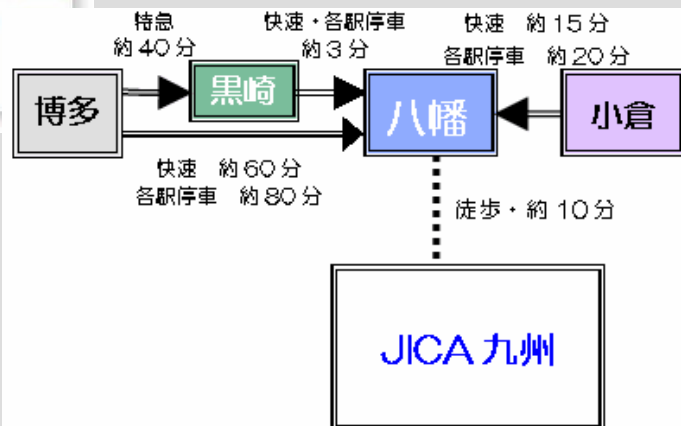 特急
約40分
快速・各駅停車
約3分
快速 約15分
各駅停車 約20分
博多
黒崎
八幡
小倉
快速 約60分
各駅停車 約80分
徒歩・約10分
JICA九州